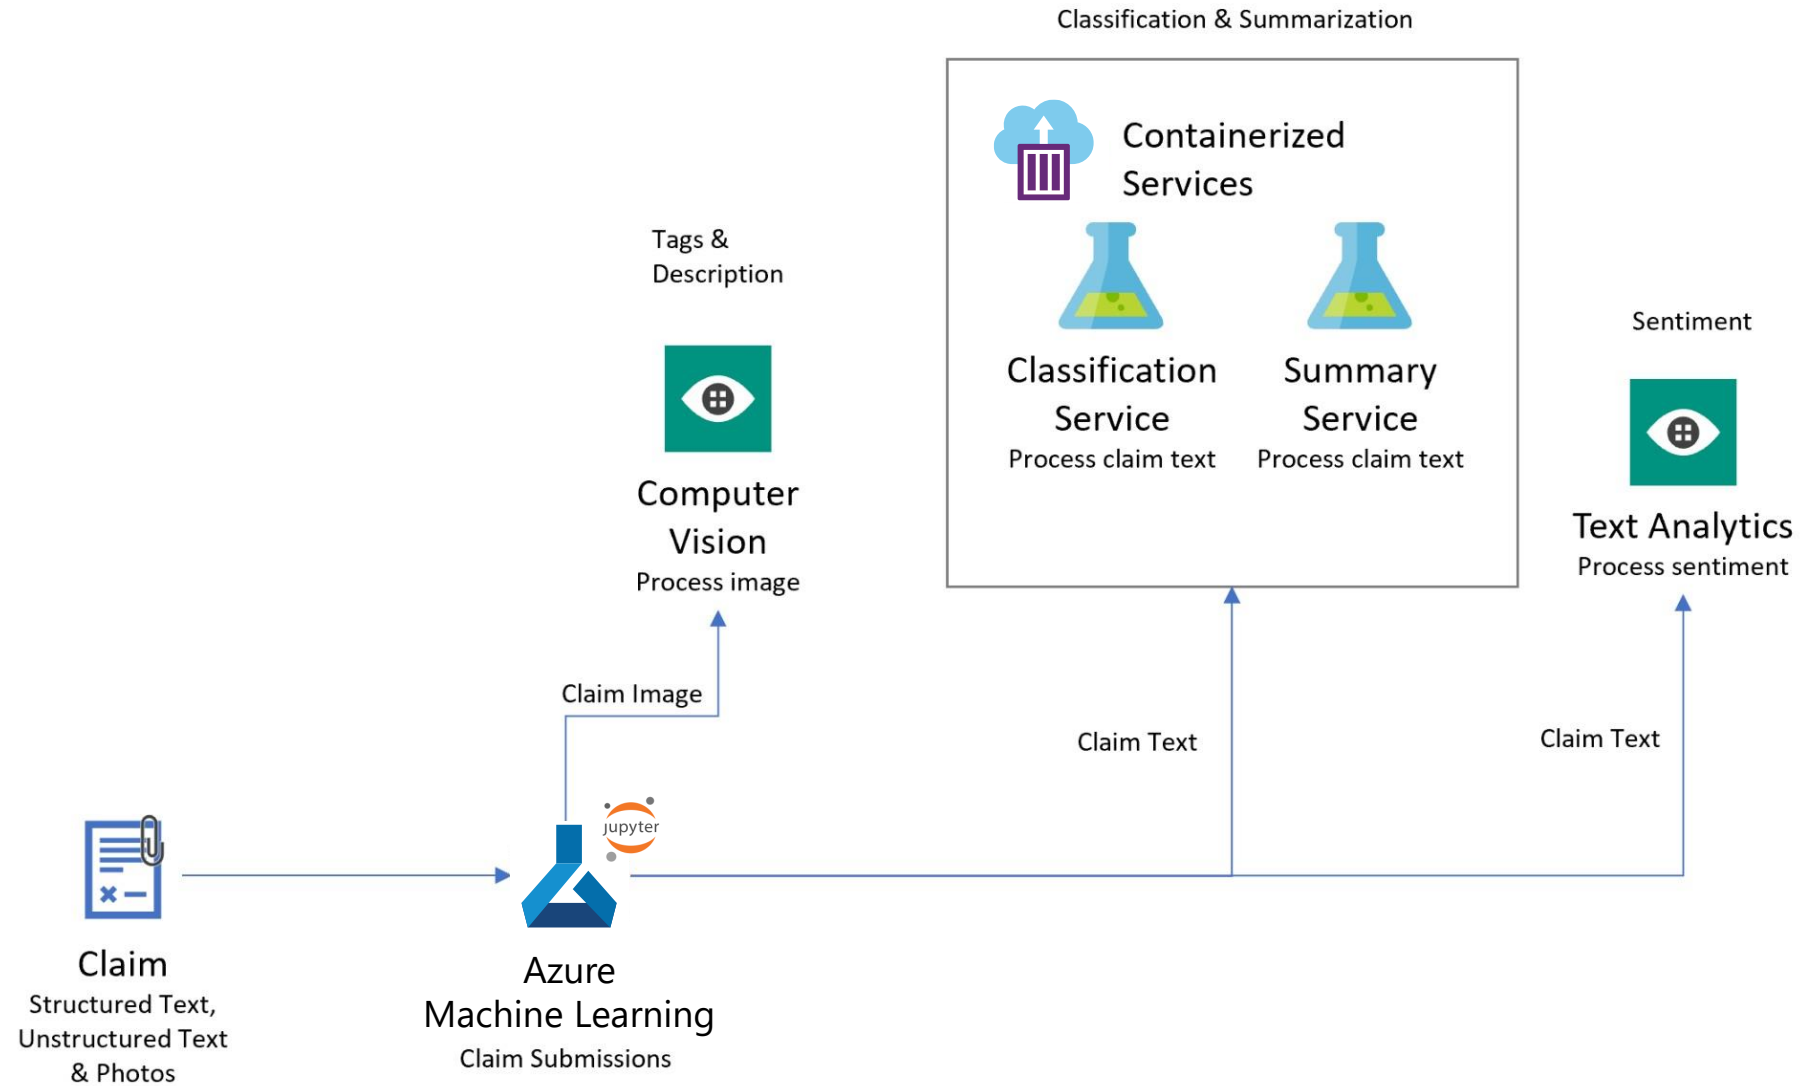 Classification & Summarization
Containerized
Services
Classification
Service
Process claim text
Summary
Service
Process claim text
Tags &
Description
Computer
Vision
Process image
Sentiment
Text Analytics
Process sentiment
Claim Image
Claim Text
Claim Text
jupyter
Claim
Structured Text,
Unstructured Text
& Photos
Azure
Machine Learning
Claim Submissions